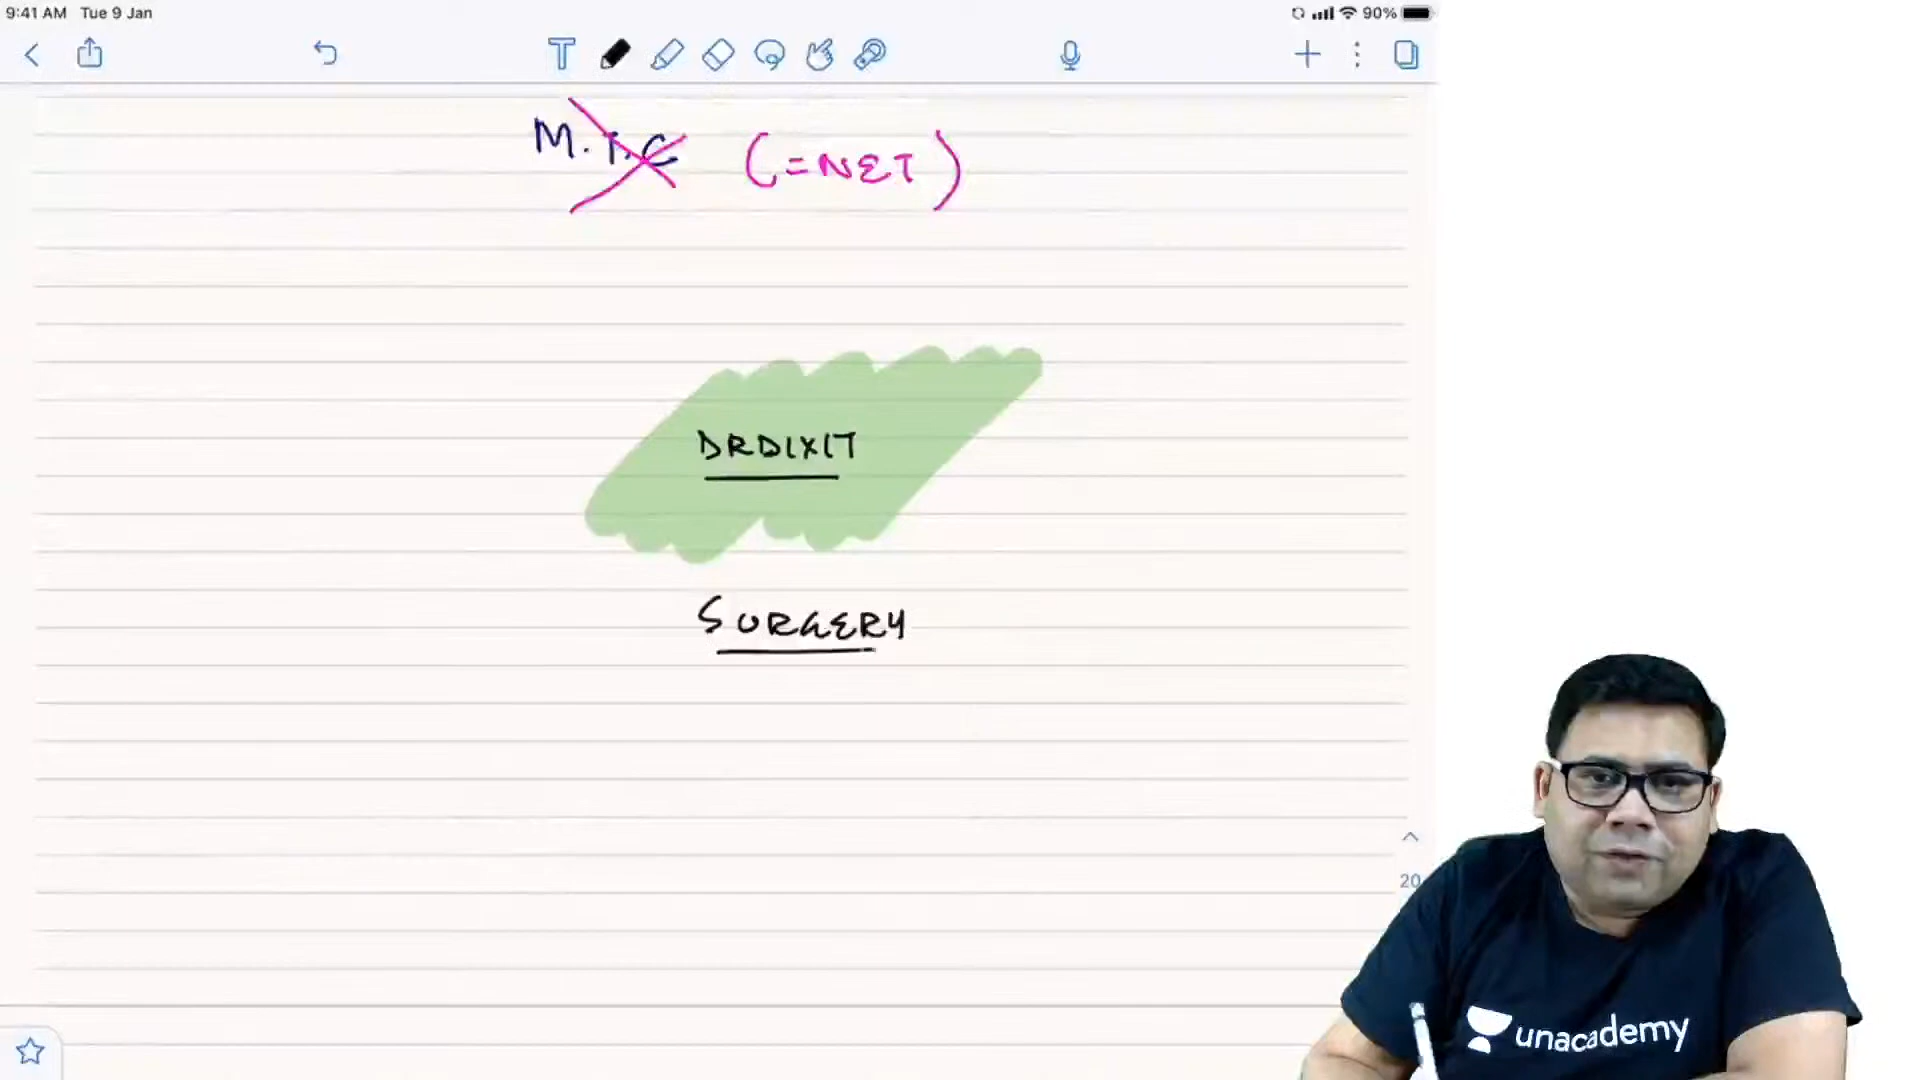 9:41 AM Tue 9 Jan
90%
M.T.C (=NET)
DRDIXIT
SURGERY
20
unacademy